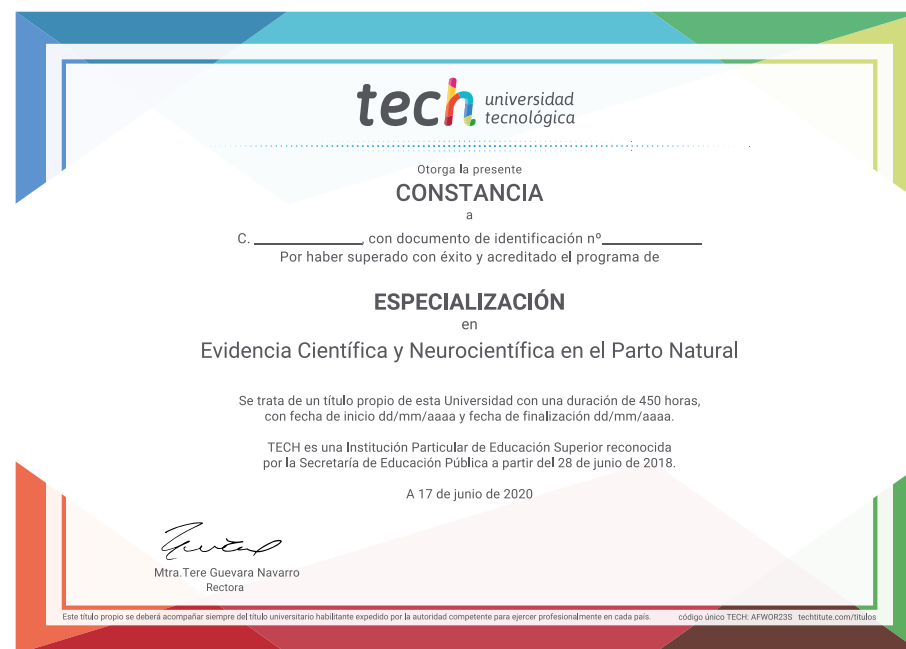 tech universidad
tecnológica
Otorga la presente
CONSTANCIA
a
C. ____________, con documento de identificación nº____________
Por haber superado con éxito y acreditado el programa de
ESPECIALIZACIÓN
en
Evidencia Científica y Neurocientífica en el Parto Natural
Se trata de un título propio de esta Universidad con una duración de 450 horas,
con fecha de inicio dd/mm/aaaa y fecha de finalización dd/mm/aaaa.
TECH es una Institución Particular de Educación Superior reconocida
por la Secretaría de Educación Pública a partir del 28 de junio de 2018.
A 17 de junio de 2020
Mtra.Tere Guevara Navarro
Rectora
Este título propio se deberá acompañar siempre del título universitario habilitante expedido por la autoridad competente para ejercer profesionalmente en cada país. código único TECH: AFWOR23S techtitute.com/titulos